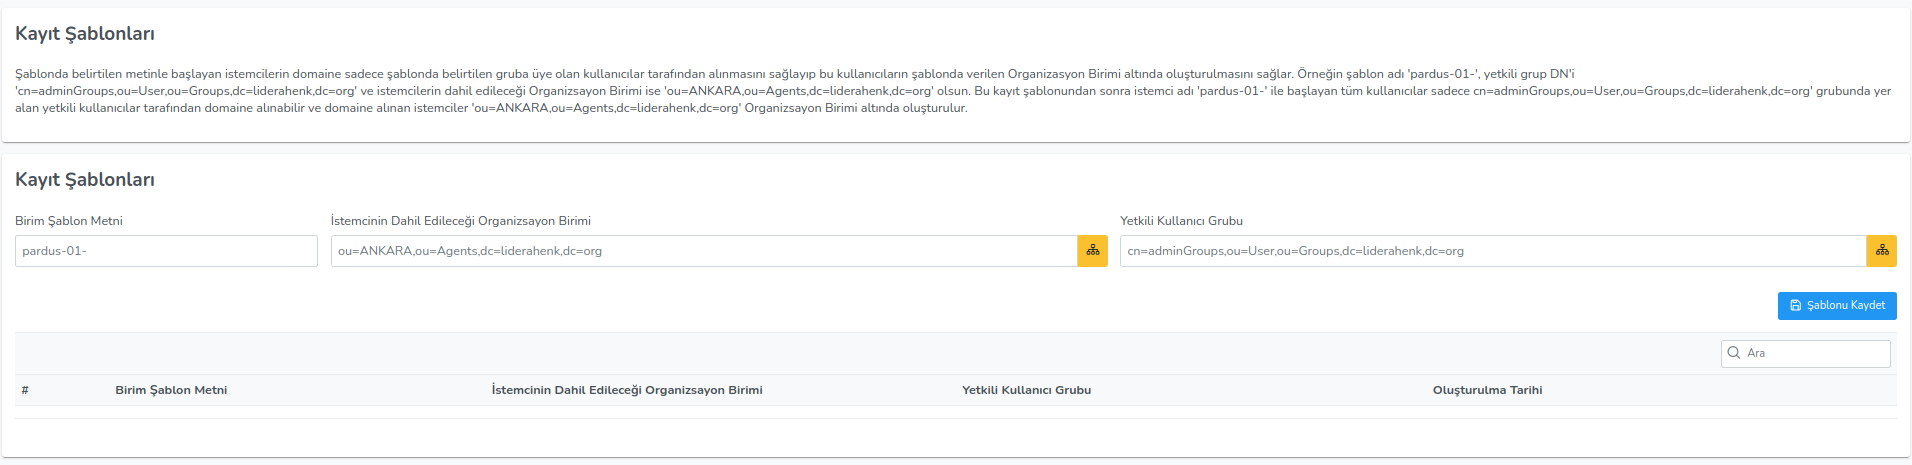 Kayıt Şablonları
Şablonda belirtilen metinle başlayan istemcilerin domaine sadece şablonda belirtilen gruba üye olan kullanıcılar tarafından alınmasını sağlayıp bu kullanıcıların şablonda verilen Organizasyon Birimi altında oluşturulmasını sağlar. Örneğin şablon adı 'pardus-01-', yetkili grup DN'i
'cn=adminGroups,ou=User,ou=Groups,dc=liderahenk,dc=org' ve istemcilerin dahil edileceği Organizsayon Birimi ise 'ou=ANKARA,ou=Agents,dc=liderahenk,dc=org' olsun. Bu kayıt şablonundan sonra istemci adı 'pardus-01-' ile başlayan tüm kullanıcılar sadece cn=adminGroups,ou=User,ou=Groups,dc=liderahenk,dc=org' grubunda yer
alan yetkili kullanıcılar tarafından domaine alınabilir ve domaine alınan istemciler 'ou=ANKARA,ou=Agents,dc=liderahenk,dc=org' Organizsayon Birimi altında oluşturulur.
Kayıt Şablonları
Birim Şablon Metni İstemcinin Dahil Edileceği Organizsayon Birimi Yetkili Kullanıcı Grubu
pardus-01- ou=ANKARA,ou=Agents,dc=liderahenk,dc=org cn=adminGroups,ou=User,ou=Groups,dc=liderahenk,dc=org
Şablonu Kaydet
Ara
# Birim Şablon Metni İstemcinin Dahil Edileceği Organizsayon Birimi Yetkili Kullanıcı Grubu Oluşturulma Tarihi